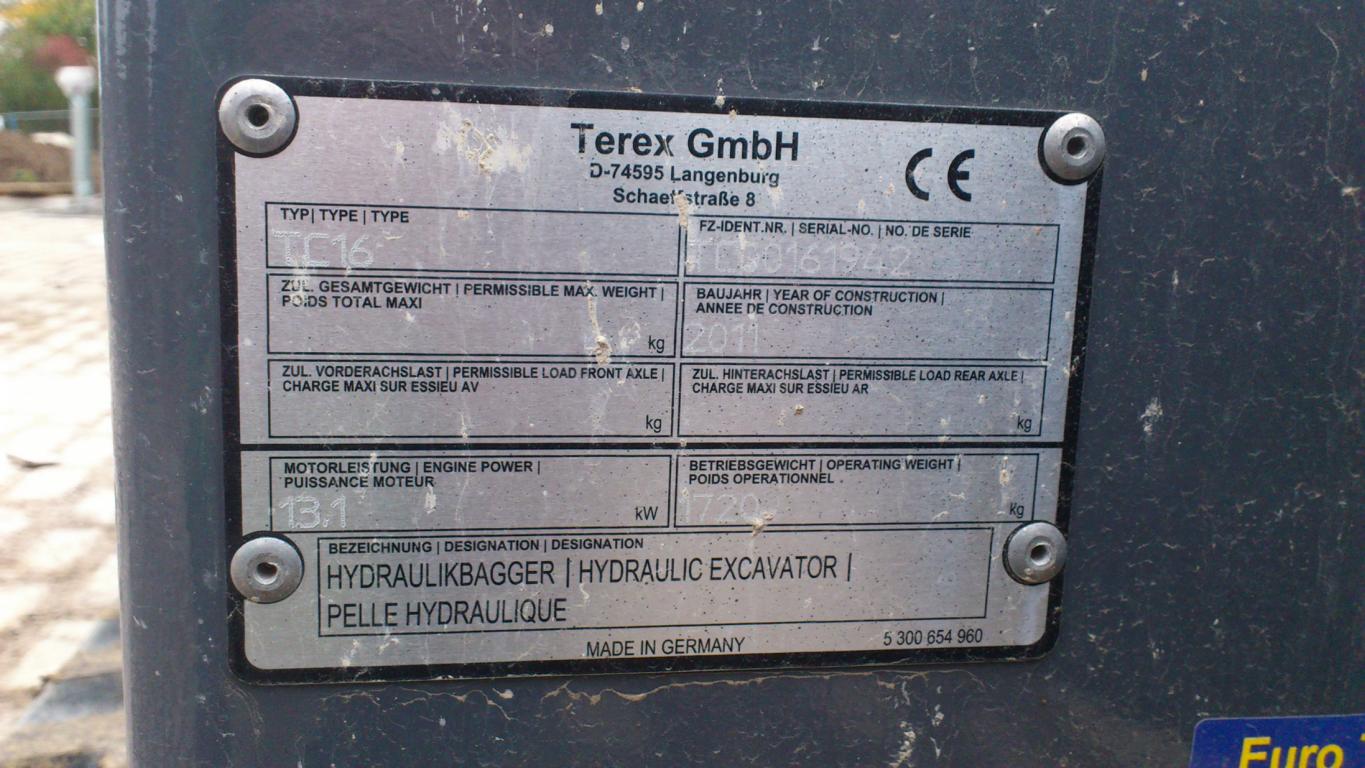 Terex GmbH
D-74595 Langenburg
Schaeffstraße 8
CE
TYP | TYPE | TYPE
TC16
FZ-IDENT.NR. | SERIAL-NO. | NO. DE SERIE
ZUL. GESAMTGEWICHT | PERMISSIBLE MAX. WEIGHT |
POIDS TOTAL MAXI
kg
BAUJAHR | YEAR OF CONSTRUCTION |
ANNEE DE CONSTRUCTION
2011
ZUL. VORDERACHSLAST | PERMISSIBLE LOAD FRONT AXLE |
CHARGE MAXI SUR ESSIEU AV
kg
ZUL. HINTERACHSLAST | PERMISSIBLE LOAD REAR AXLE |
CHARGE MAXI SUR ESSIEU AR
kg
MOTORLEISTUNG | ENGINE POWER |
PUISSANCE MOTEUR
13,1 kW
BETRIEBSGEWICHT | OPERATING WEIGHT |
POIDS OPERATIONNEL
1720 kg
BEZEICHNUNG | DESIGNATION | DESIGNATION
HYDRAULIKBAGGER | HYDRAULIC EXCAVATOR |
PELLE HYDRAULIQUE
MADE IN GERMANY
5 300 654 960
Euro